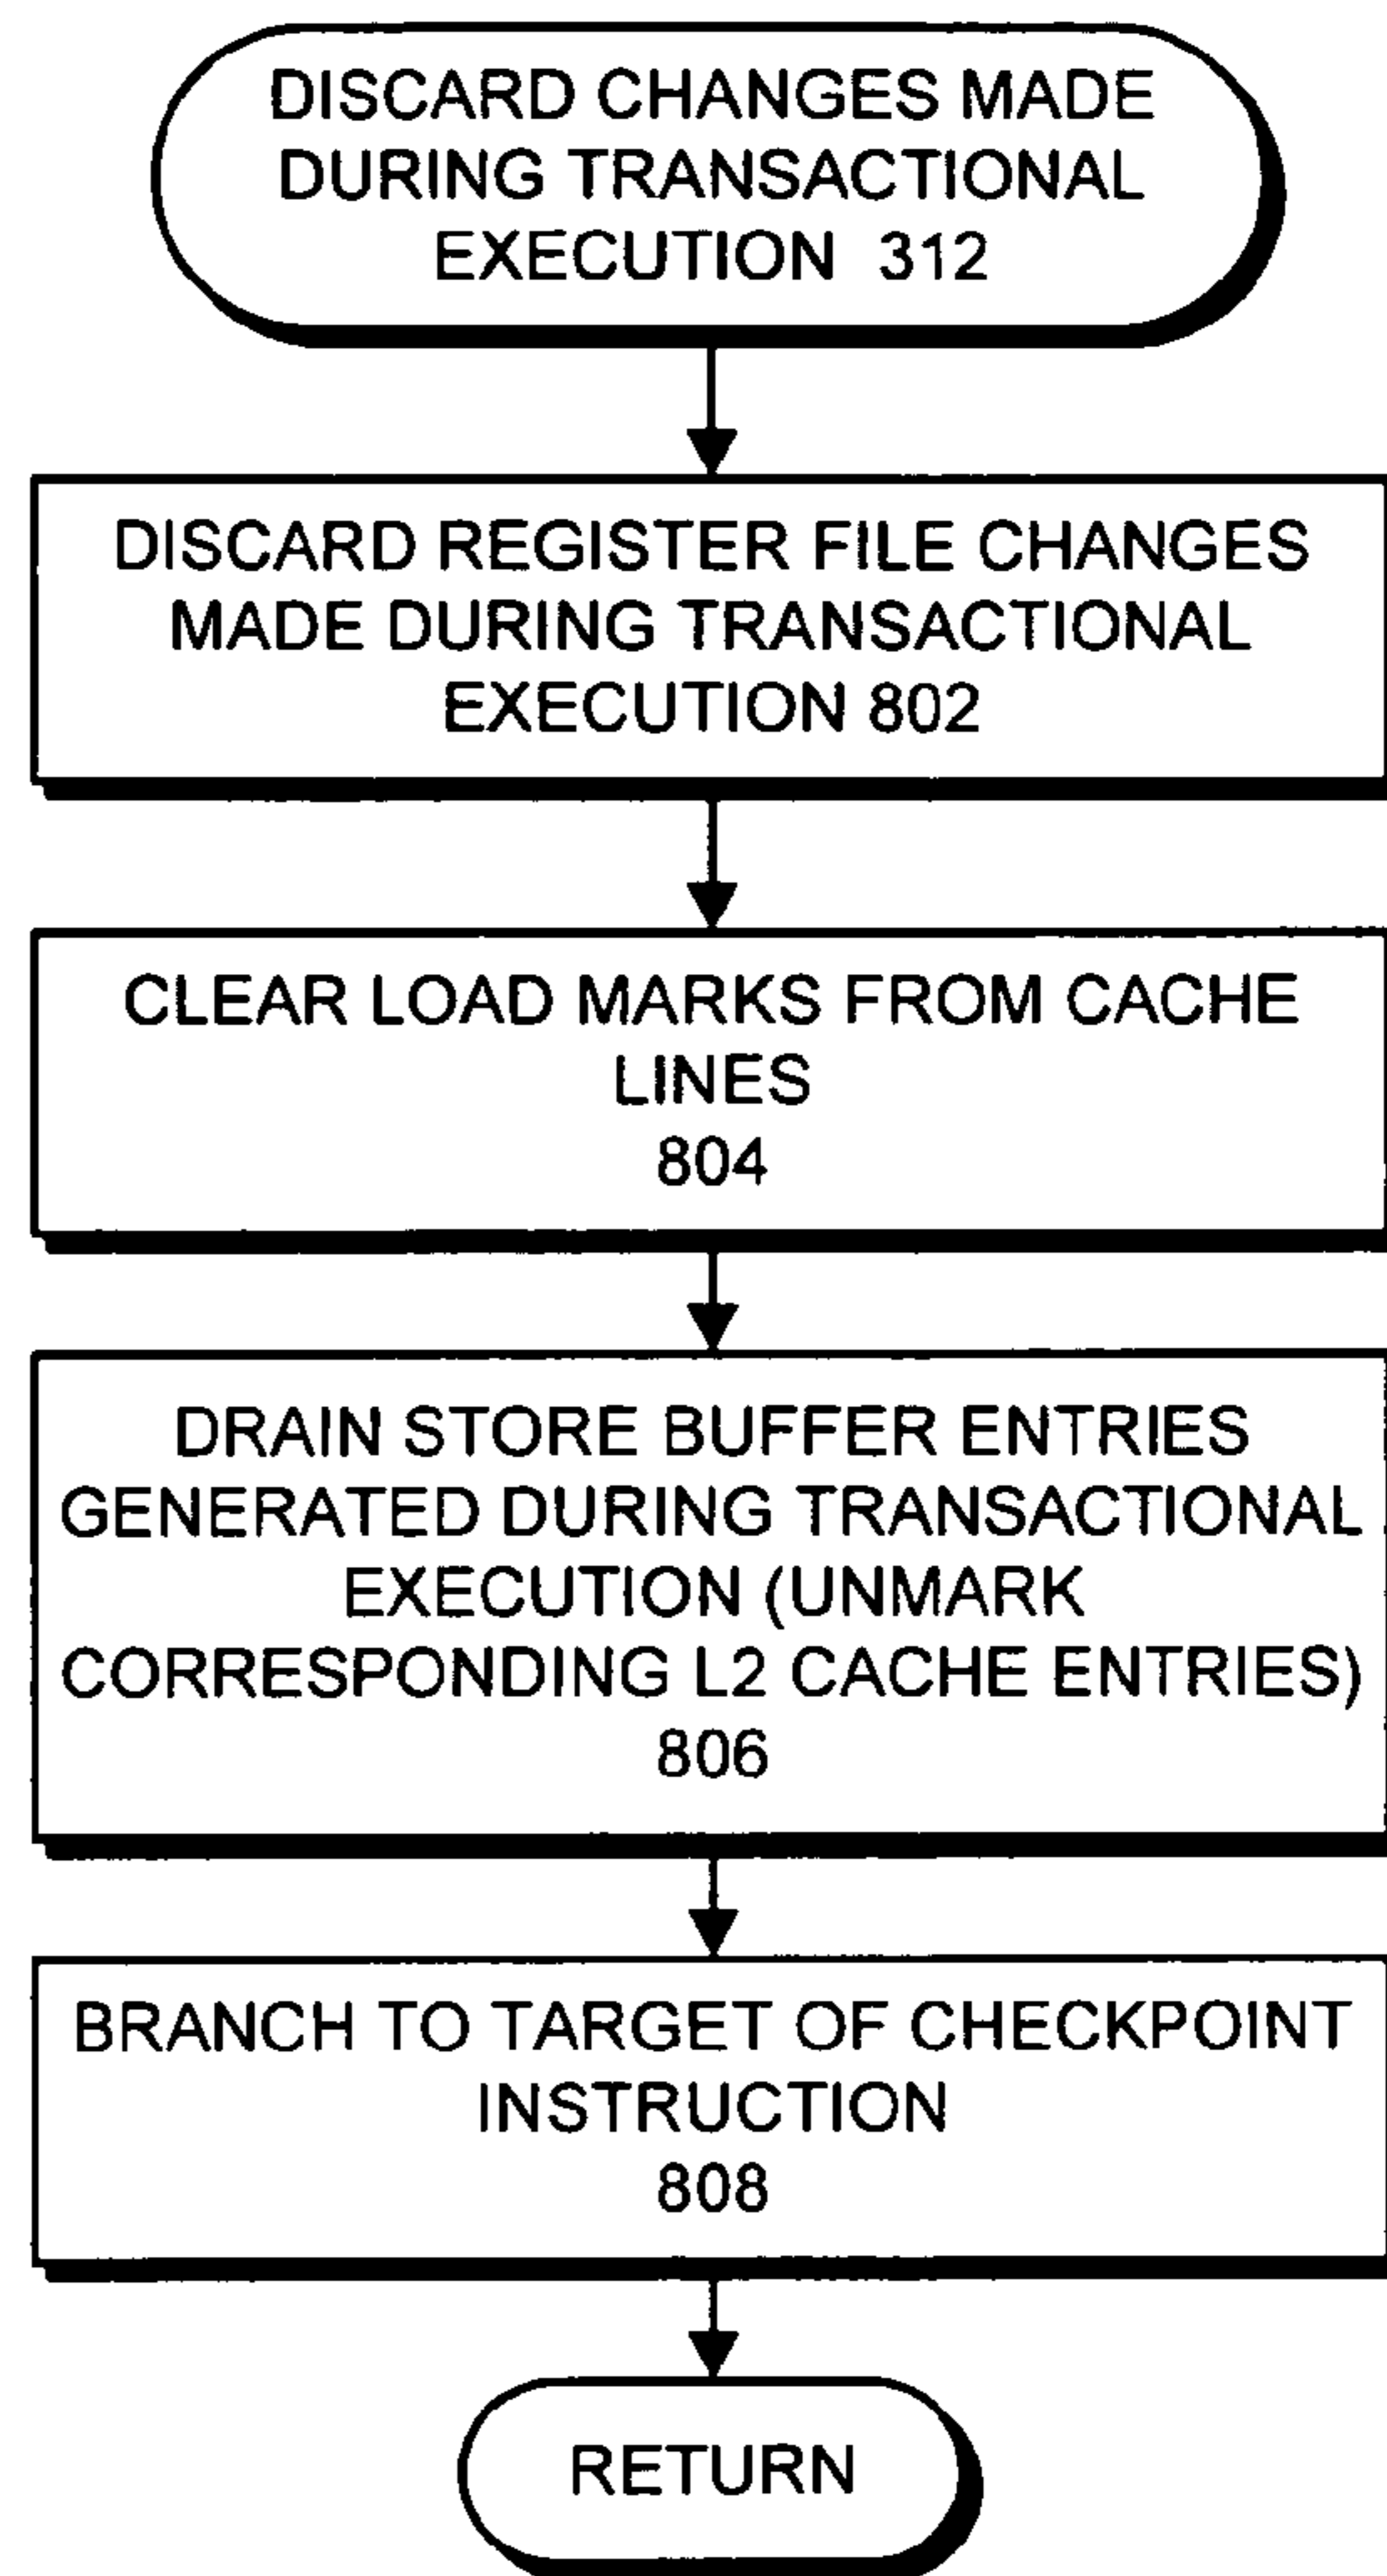 DISCARD CHANGES MADE
DURING TRANSACTIONAL
EXECUTION 312
DISCARD REGISTER FILE CHANGES
MADE DURING TRANSACTIONAL
EXECUTION 802
CLEAR LOAD MARKS FROM CACHE
LINES
804
DRAIN STORE BUFFER ENTRIES
GENERATED DURING TRANSACTIONAL
EXECUTION (UNMARK
CORRESPONDING L2 CACHE ENTRIES)
806
BRANCH TO TARGET OF CHECKPOINT
INSTRUCTION
808
RETURN